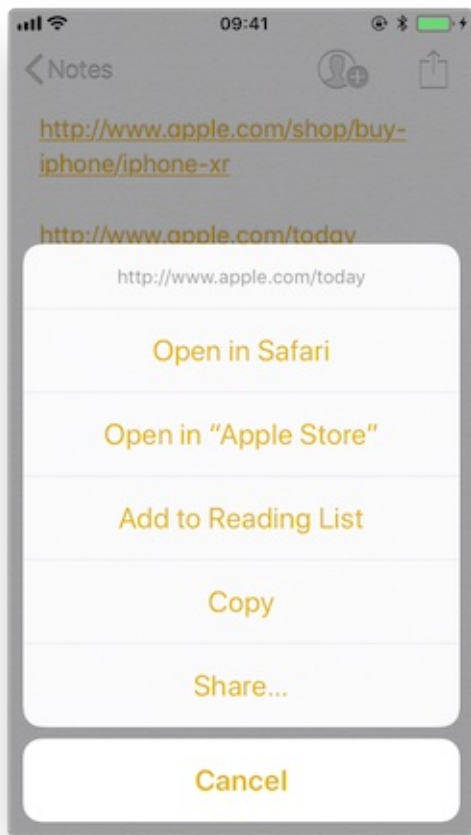 09:41
Notes
http://www.apple.com/shop/buy-
iphone/iphone-xr
http://www.apple.com/today
http://www.apple.com/today
Open in Safari
Open in “Apple Store”
Add to Reading List
Copy
Share...
Cancel